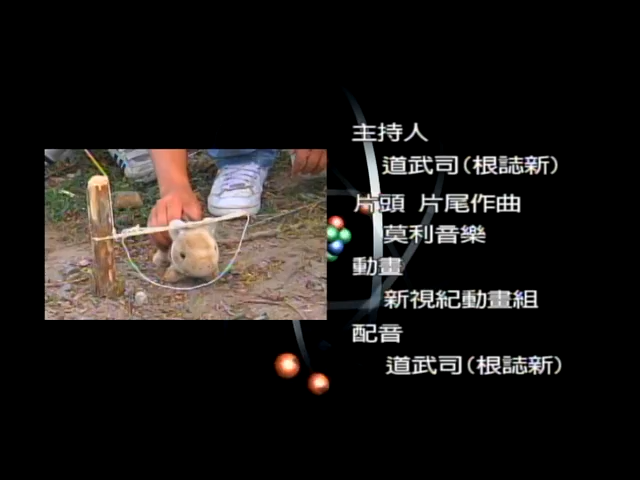 主持人
道武司(根誌新)
片頭 片尾作曲
莫利音樂
動畫
新視紀動畫組
配音
道武司(根誌新)